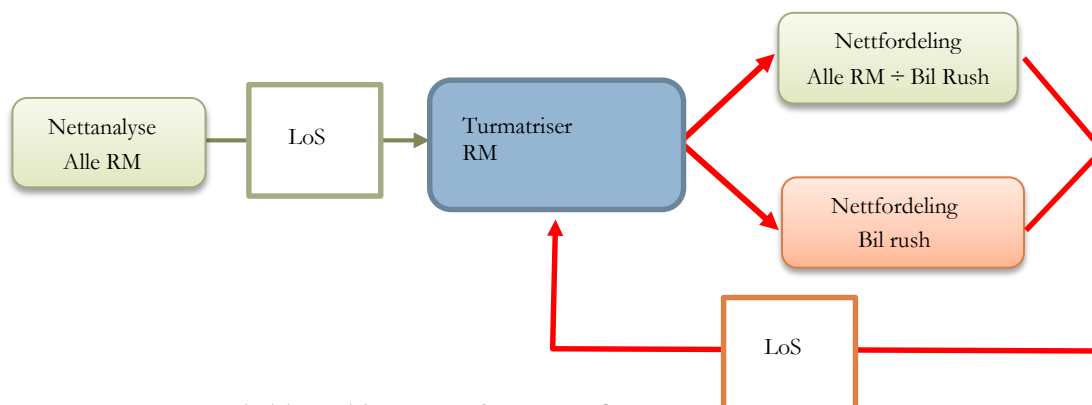 Nettfordeling
Alle RM ÷ Bil Rush
Nettanalyse
Alle RM
LoS
Turmatriser
RM
Nettfordeling
Bil rush
LoS